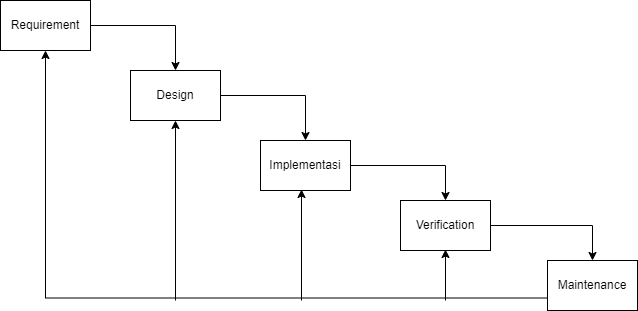 Requirement
Design
Implementasi
Verification
Maintenance